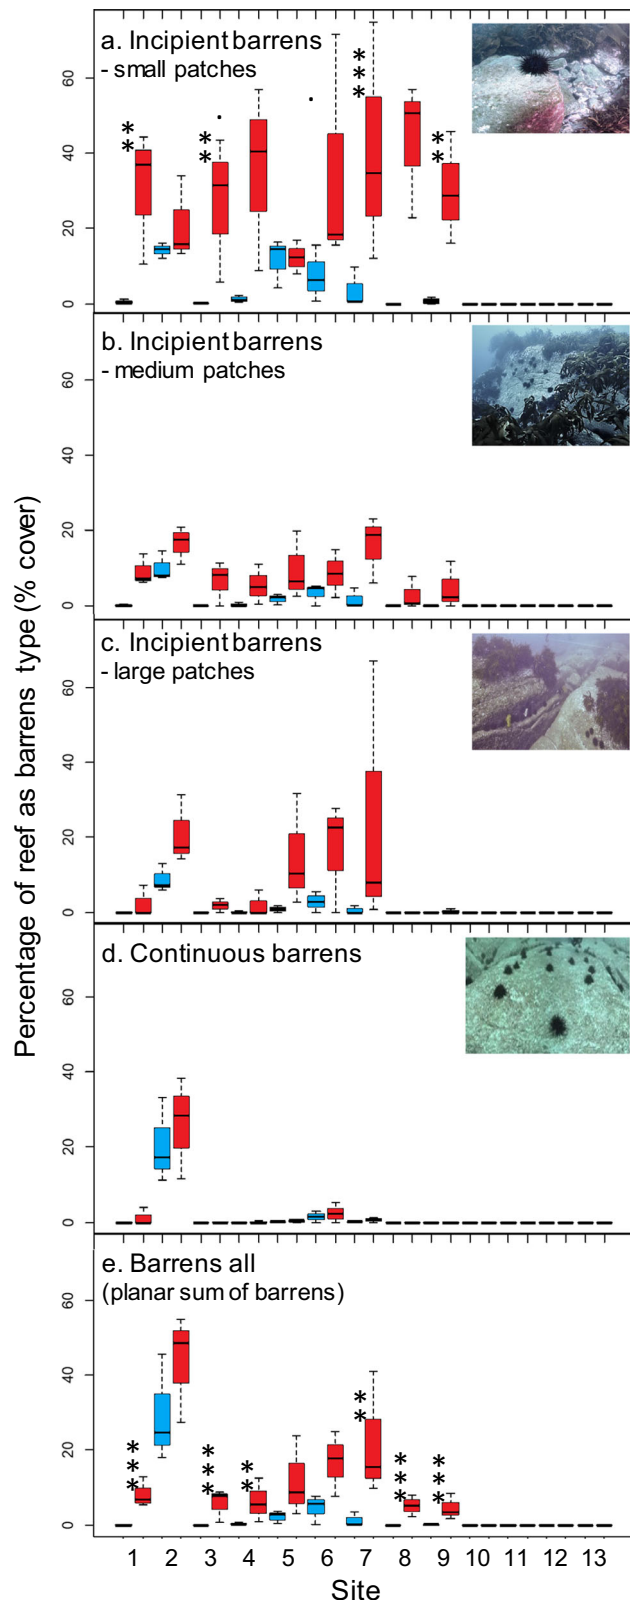 Percentage of reef as barrens type (% cover)
a. Incipient barrens
- small patches
60
40
20
0
**
**
***
**
b. Incipient barrens
- medium patches
60
40
20
0
c. Incipient barrens
- large patches
60
40
20
0
d. Continuous barrens
60
40
20
0
e. Barrens all
(planar sum of barrens)
60
40
20
0
***
***
**
**
***
***
1 2 3 4 5 6 7 8 9 10 11 12 13
Site